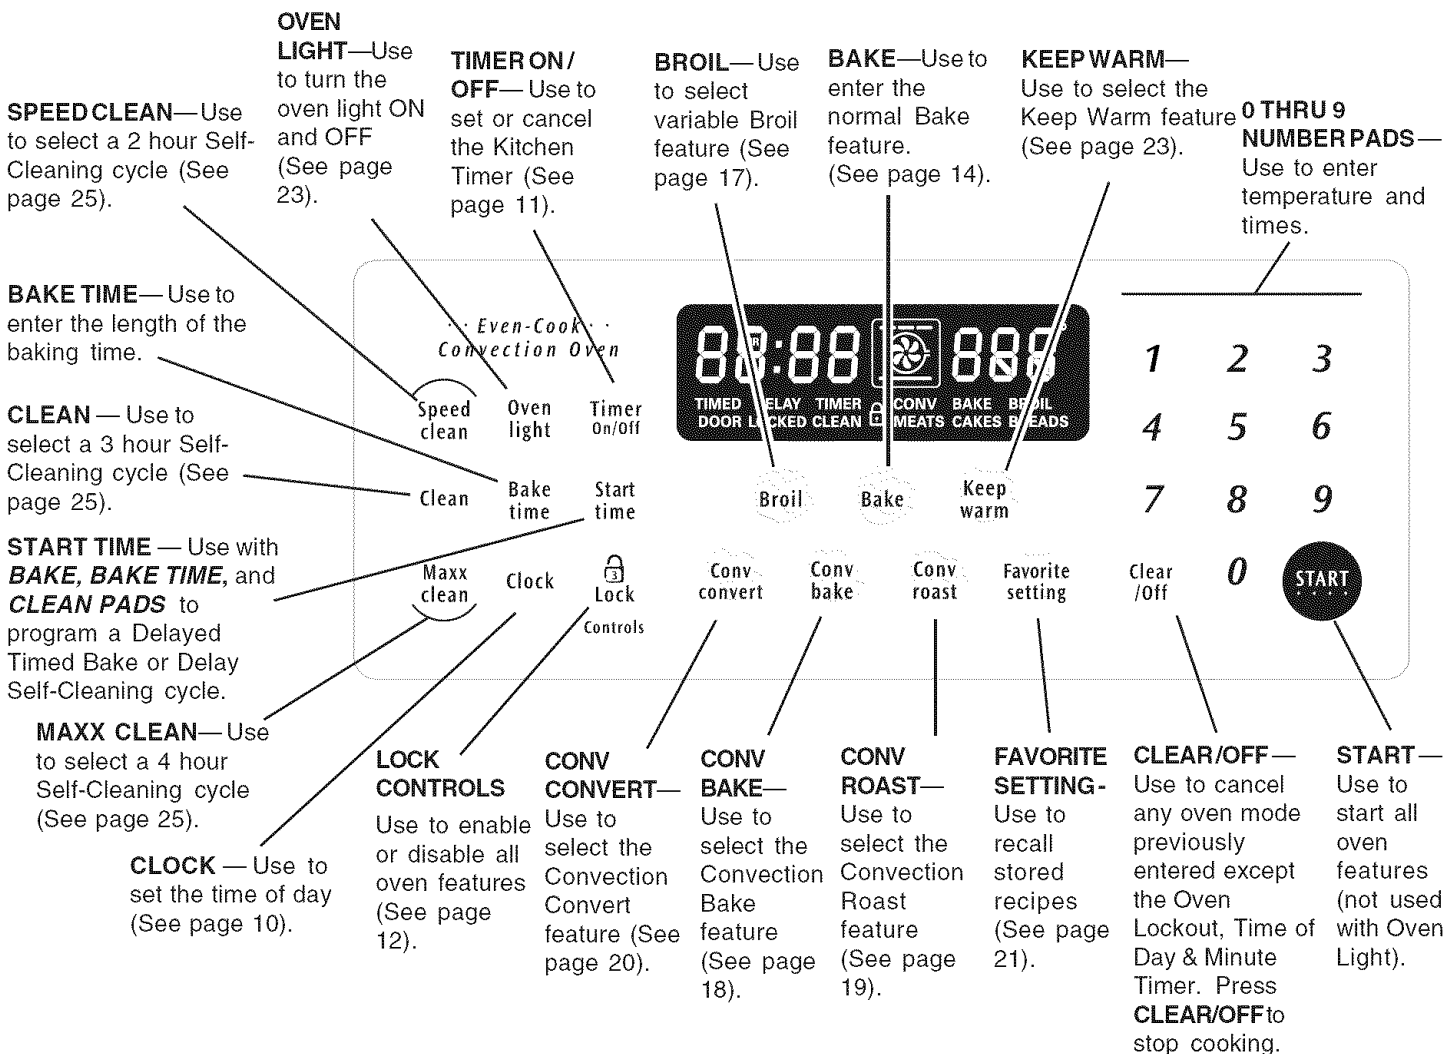 OVEN
LIGHT—Use
to turn the
oven light ON
and OFF
(See page
23).
TIMER ON /
OFF— Use to
set or cancel
the Kitchen
Timer (See
page 11).
BROIL— Use
to select
variable Broil
feature (See
page 17).
BAKE—Use to
enter the
normal Bake
feature.
(See page 14).
KEEP WARM—
Use to select the
Keep Warm feature
(See page 23).
0 THRU 9
NUMBER PADS—
Use to enter
temperature and
times.
SPEED CLEAN— Use
to select a 2 hour Self-
Cleaning cycle (See
page 25).
BAKE TIME— Use to
enter the length of the
baking time.
CLEAN — Use to
select a 3 hour Self-
Cleaning cycle (See
page 25).
START TIME — Use with
BAKE, BAKE TIME, and
CLEAN PADS to
program a Delayed
Timed Bake or Delay
Self-Cleaning cycle.
MAXX CLEAN— Use
to select a 4 hour
Self-Cleaning cycle
(See page 25).
CLOCK — Use to
set the time of day
(See page 10).
· · Even-Cook · ·
Convection Oven
Speed
clean
Oven
light
Timer
On/Off
Clean
Bake
time
Start
time
Maxx
clean
Clock
3
Lock
Controls
88:88 888°
TIMED DELAY TIMER CONV BAKE BROIL
DOOR LOCKED CLEAN MEATS CAKES BREADS
Broil
Bake
Keep
warm
Conv
convert
Conv
bake
Conv
roast
Favorite
setting
Clear
/Off
1 2 3
4 5 6
7 8 9
0
START
LOCK
CONTROLS
Use to enable
or disable all
oven features
(See page
12).
CONV
CONVERT—
Use to
select the
Convection
Convert
feature (See
page 20).
CONV
BAKE—
Use to
select the
Convection
Bake
feature
(See page
18).
CONV
ROAST—
Use to
select the
Convection
Roast
feature
(See page
19).
FAVORITE
SETTING-
Use to
recall
stored
recipes
(See page
21).
CLEAR/OFF—
Use to cancel
any oven mode
previously
entered except
the Oven
Lockout, Time of
Day & Minute
Timer. Press
CLEAR/OFF to
stop cooking.
START—
Use to
start all
oven
features
(not used
with Oven
Light).